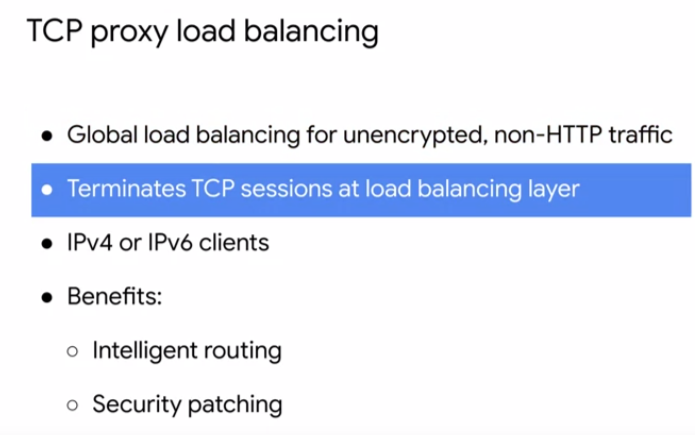 TCP proxy load balancing
● Global load balancing for unencrypted, non-HTTP traffic
● Terminates TCP sessions at load balancing layer
● IPv4 or IPv6 clients
● Benefits:
○ Intelligent routing
○ Security patching